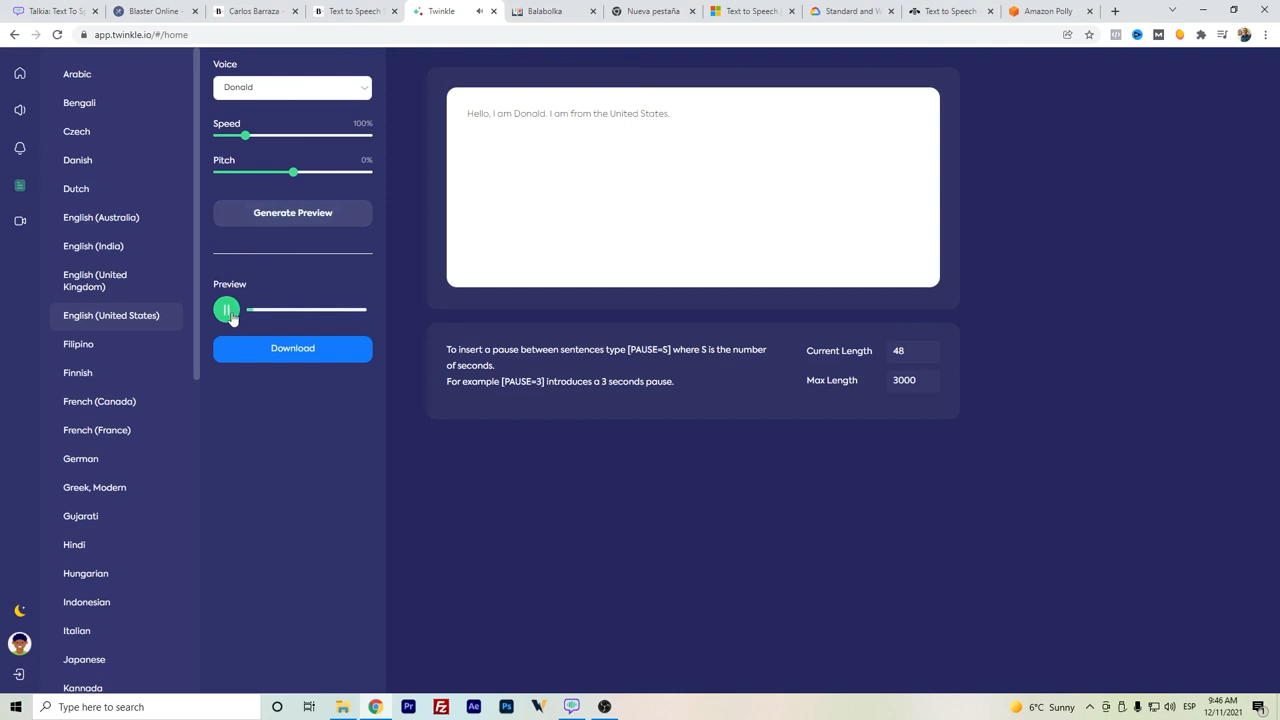 Talkia: Text to Sp
Blaster Online -
Carlos Barraza -
Text to Speech S
Twinkle
Balabolka
Nueva pestaña
Text to Speech
Standard and W
Text to Speech
Amazon Polly
app.twinkle.io/#/home
Arabic
Bengali
Czech
Danish
Dutch
English (Australia)
English (India)
English (United
Kingdom)
English (United States)
Filipino
Finnish
French (Canada)
French (France)
German
Greek, Modern
Gujarati
Hindi
Hungarian
Indonesian
Italian
Japanese
Kannada
Voice
Donald
Speed 100%
Pitch 0%
Generate Preview
Preview
Download
Hello, I am Donald. I am from the United States.
To insert a pause between sentences type [PAUSE=S] where S is the number
of seconds.
For example [PAUSE=3] introduces a 3 seconds pause.
Current Length 48
Max Length 3000
Type here to search
Pr
Fz
Ae
Ps
6°C Sunny
ESP
9:46 AM
12/11/2021